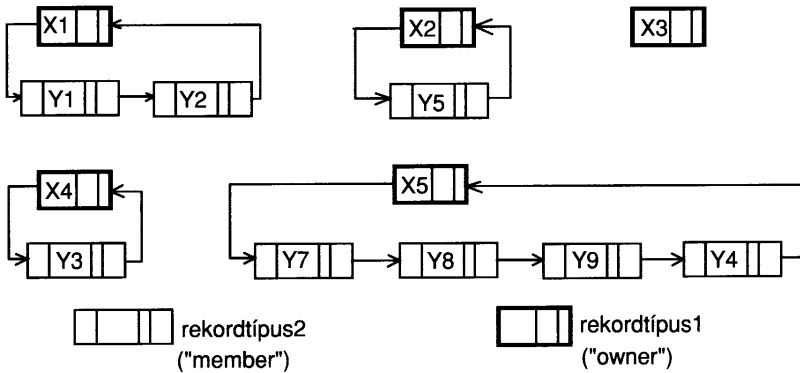 X1
X2
X3
Y1
Y2
Y5
X4
X5
Y3
Y7
Y8
Y9
Y4
rekordtípus2
("member")
rekordtípus1
("owner")